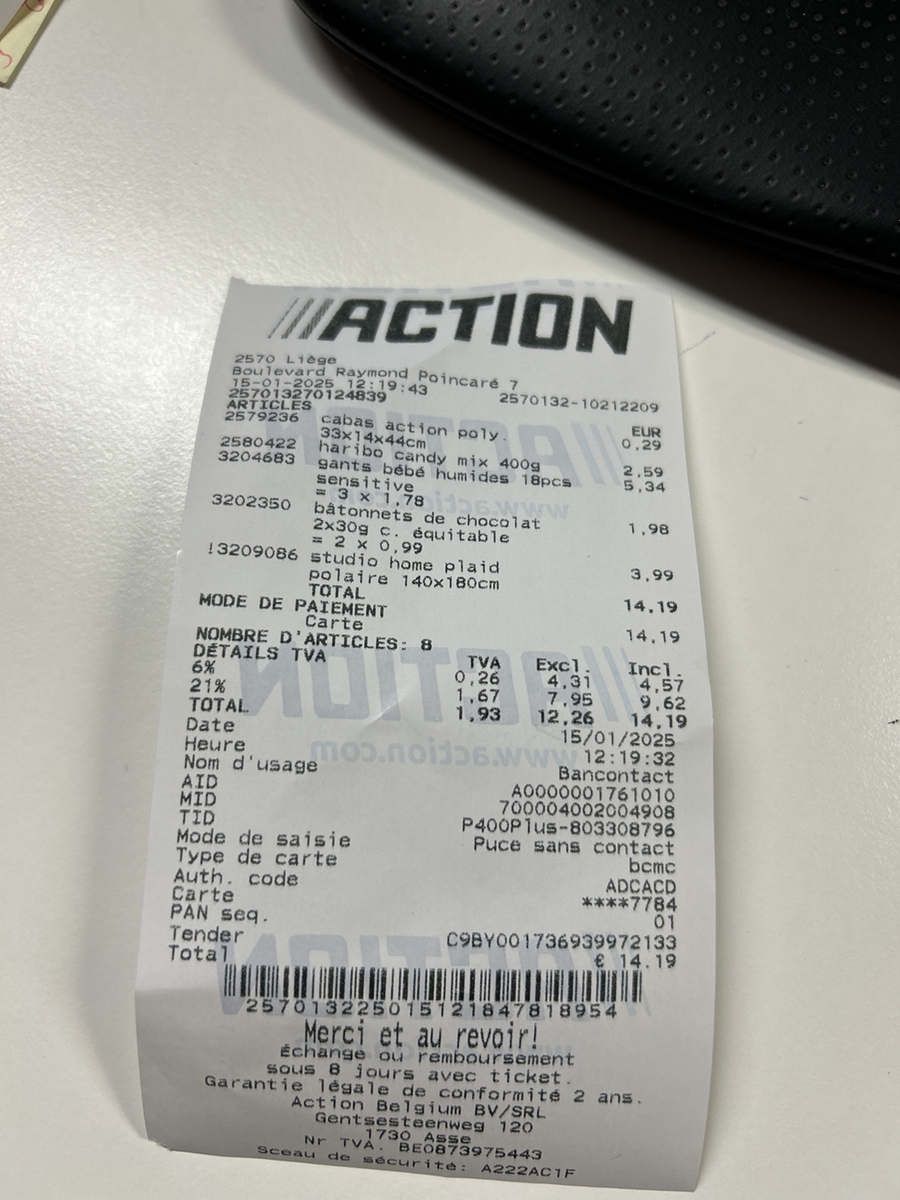 ///ACTION
2570 Liège
Boulevard Raymond Poincaré 7
15-01-2025 12:19:43
257013270124839 2570132-10212209
ARTICLES EUR
2579236 cabas action poly. 0,29
33x14x44cm
2580422 haribo candy mix 400g 2,59
3204683 gants bébé humides 18pcs 5,34
sensitive
= 3 x 1,78
3202350 bâtonnets de chocolat 1,98
2x30g c. équitable
= 2 x 0,99
!3209086 studio home plaid 3,99
polaire 140x180cm
TOTAL 14,19
MODE DE PAIEMENT
Carte 14,19
NOMBRE D'ARTICLES: 8
DÉTAILS TVA TVA Excl. Incl.
6% 0,26 4,31 4,57
21% 1,67 7,95 9,62
TOTAL 1,93 12,26 14,19
Date 15/01/2025
Heure 12:19:32
Nom d'usage Bancontact
AID A0000001761010
MID 700004002004908
TID P400Plus-803308796
Mode de saisie Puce sans contact
Type de carte bcmc
Auth. code ADCACD
Carte ****7784
PAN seq. 01
Tender C9BY001736939972133
Total € 14.19
257013225015121847818954
Merci et au revoir!
Échange ou remboursement
sous 8 jours avec ticket.
Garantie légale de conformité 2 ans.
Action Belgium BV/SRL
Gentsesteenweg 120
1730 Asse
Nr TVA. BE0873975443
Sceau de sécurité: A222AC1F